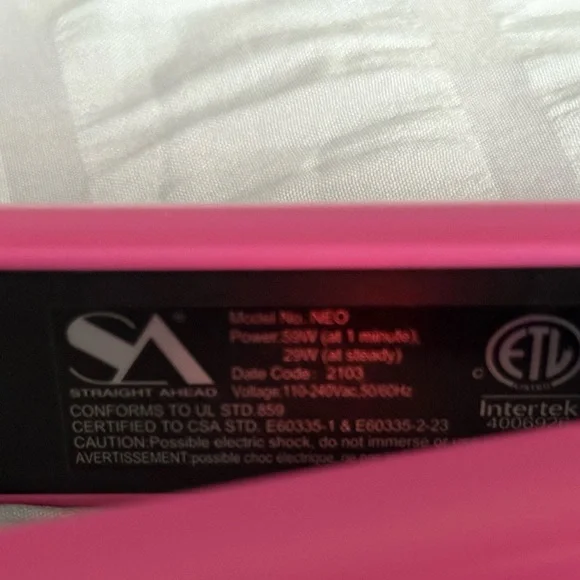 SA®
STRAIGHT AHEAD
Model No. NEO
Power:59W (at 1 minute),
29W (at steady)
Date Code: 2103
Voltage:110-240Vac,50/60Hz
CONFORMS TO UL STD.859
CERTIFIED TO CSA STD. E60335-1 & E60335-2-23
CAUTION:Possible electric shock, do not immerse or
AVERTISSEMENT:possible choc électrique, ne
C ETL
LISTED
Intertek